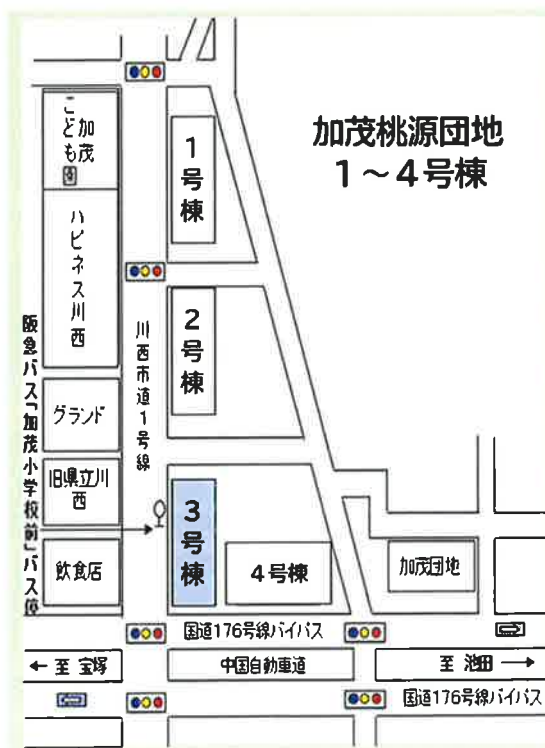 加茂桃源団地
1〜4号棟
加茂
こども
園
ハピネス川西
グランド
旧県立川
西
飲食店
阪急バス「加茂小学校前」バス停
川西市道1号線
1号棟
2号棟
3号棟
4号棟
加茂団地
国道176号線バイパス
← 至 宝塚
中国自動車道
至 池田 →
国道176号線バイパス